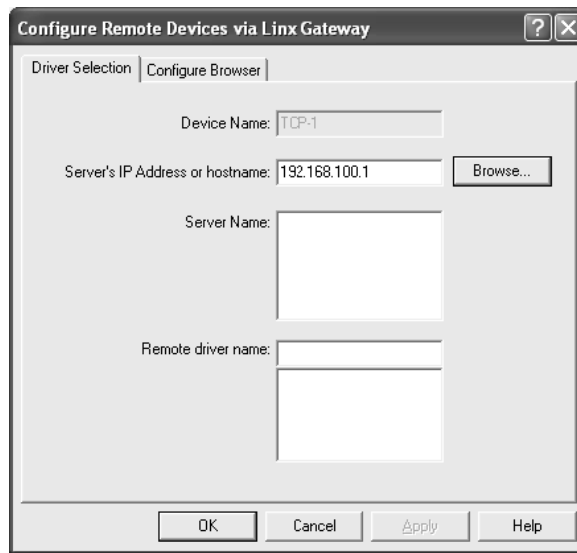 Configure Remote Devices via Linx Gateway
Driver Selection Configure Browser
Device Name: TCP-1
Server's IP Address or hostname: 192.168.100.1 Browse...
Server Name:
Remote driver name:
OK Cancel Apply Help